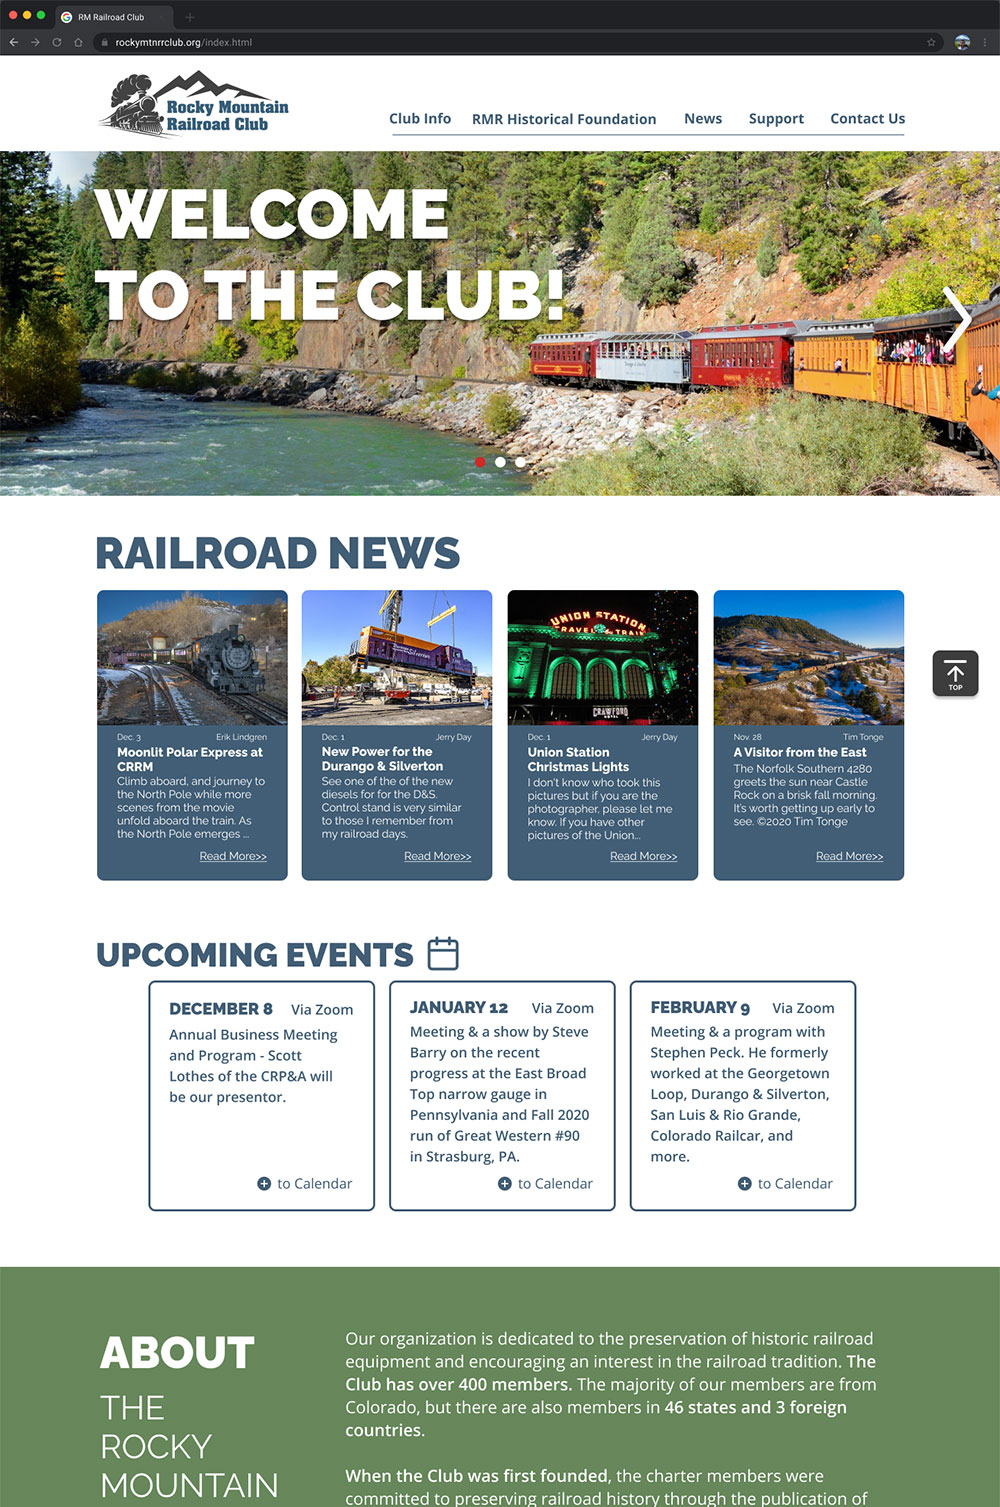 RM Railroad Club
rockymtnrrclub.org/index.html
Rocky Mountain
Railroad Club
Club Info RMR Historical Foundation News Support Contact Us
WELCOME
TO THE CLUB!
RAILROAD NEWS
UNION STATION
TRAVEL by TRAIN
CRAWFORD
HOTEL
TOP
Dec. 3 Erik Lindgren
Moonlit Polar Express at
CRRM
Climb aboard, and journey to
the North Pole while more
scenes from the movie
unfold aboard the train. As
the North Pole emerges ...
Read More>>
Dec. 1 Jerry Day
New Power for the
Durango & Silverton
See one of the of the new
diesels for for the D&S.
Control stand is very similar
to those I remember from
my railroad days.
Read More>>
Dec. 1 Jerry Day
Union Station
Christmas Lights
I don't know who took this
pictures but if you are the
photographer, please let me
know. If you have other
pictures of the Union...
Read More>>
Nov. 28 Tim Tonge
A Visitor from the East
The Norfolk Southern 4280
greets the sun near Castle
Rock on a brisk fall morning.
It's worth getting up early to
see. ©2020 Tim Tonge
Read More>>
UPCOMING EVENTS
DECEMBER 8 Via Zoom
Annual Business Meeting
and Program - Scott
Lothes of the CRP&A will
be our presentor.
to Calendar
JANUARY 12 Via Zoom
Meeting & a show by Steve
Barry on the recent
progress at the East Broad
Top narrow gauge in
Pennsylvania and Fall 2020
run of Great Western #90
in Strasburg, PA.
to Calendar
FEBRUARY 9 Via Zoom
Meeting & a program with
Stephen Peck. He formerly
worked at the Georgetown
Loop, Durango & Silverton,
San Luis & Rio Grande,
Colorado Railcar, and
more.
to Calendar
ABOUT
THE
ROCKY
MOUNTAIN
Our organization is dedicated to the preservation of historic railroad
equipment and encouraging an interest in the railroad tradition. The
Club has over 400 members. The majority of our members are from
Colorado, but there are also members in 46 states and 3 foreign
countries.
When the Club was first founded, the charter members were
committed to preserving railroad history through the publication of